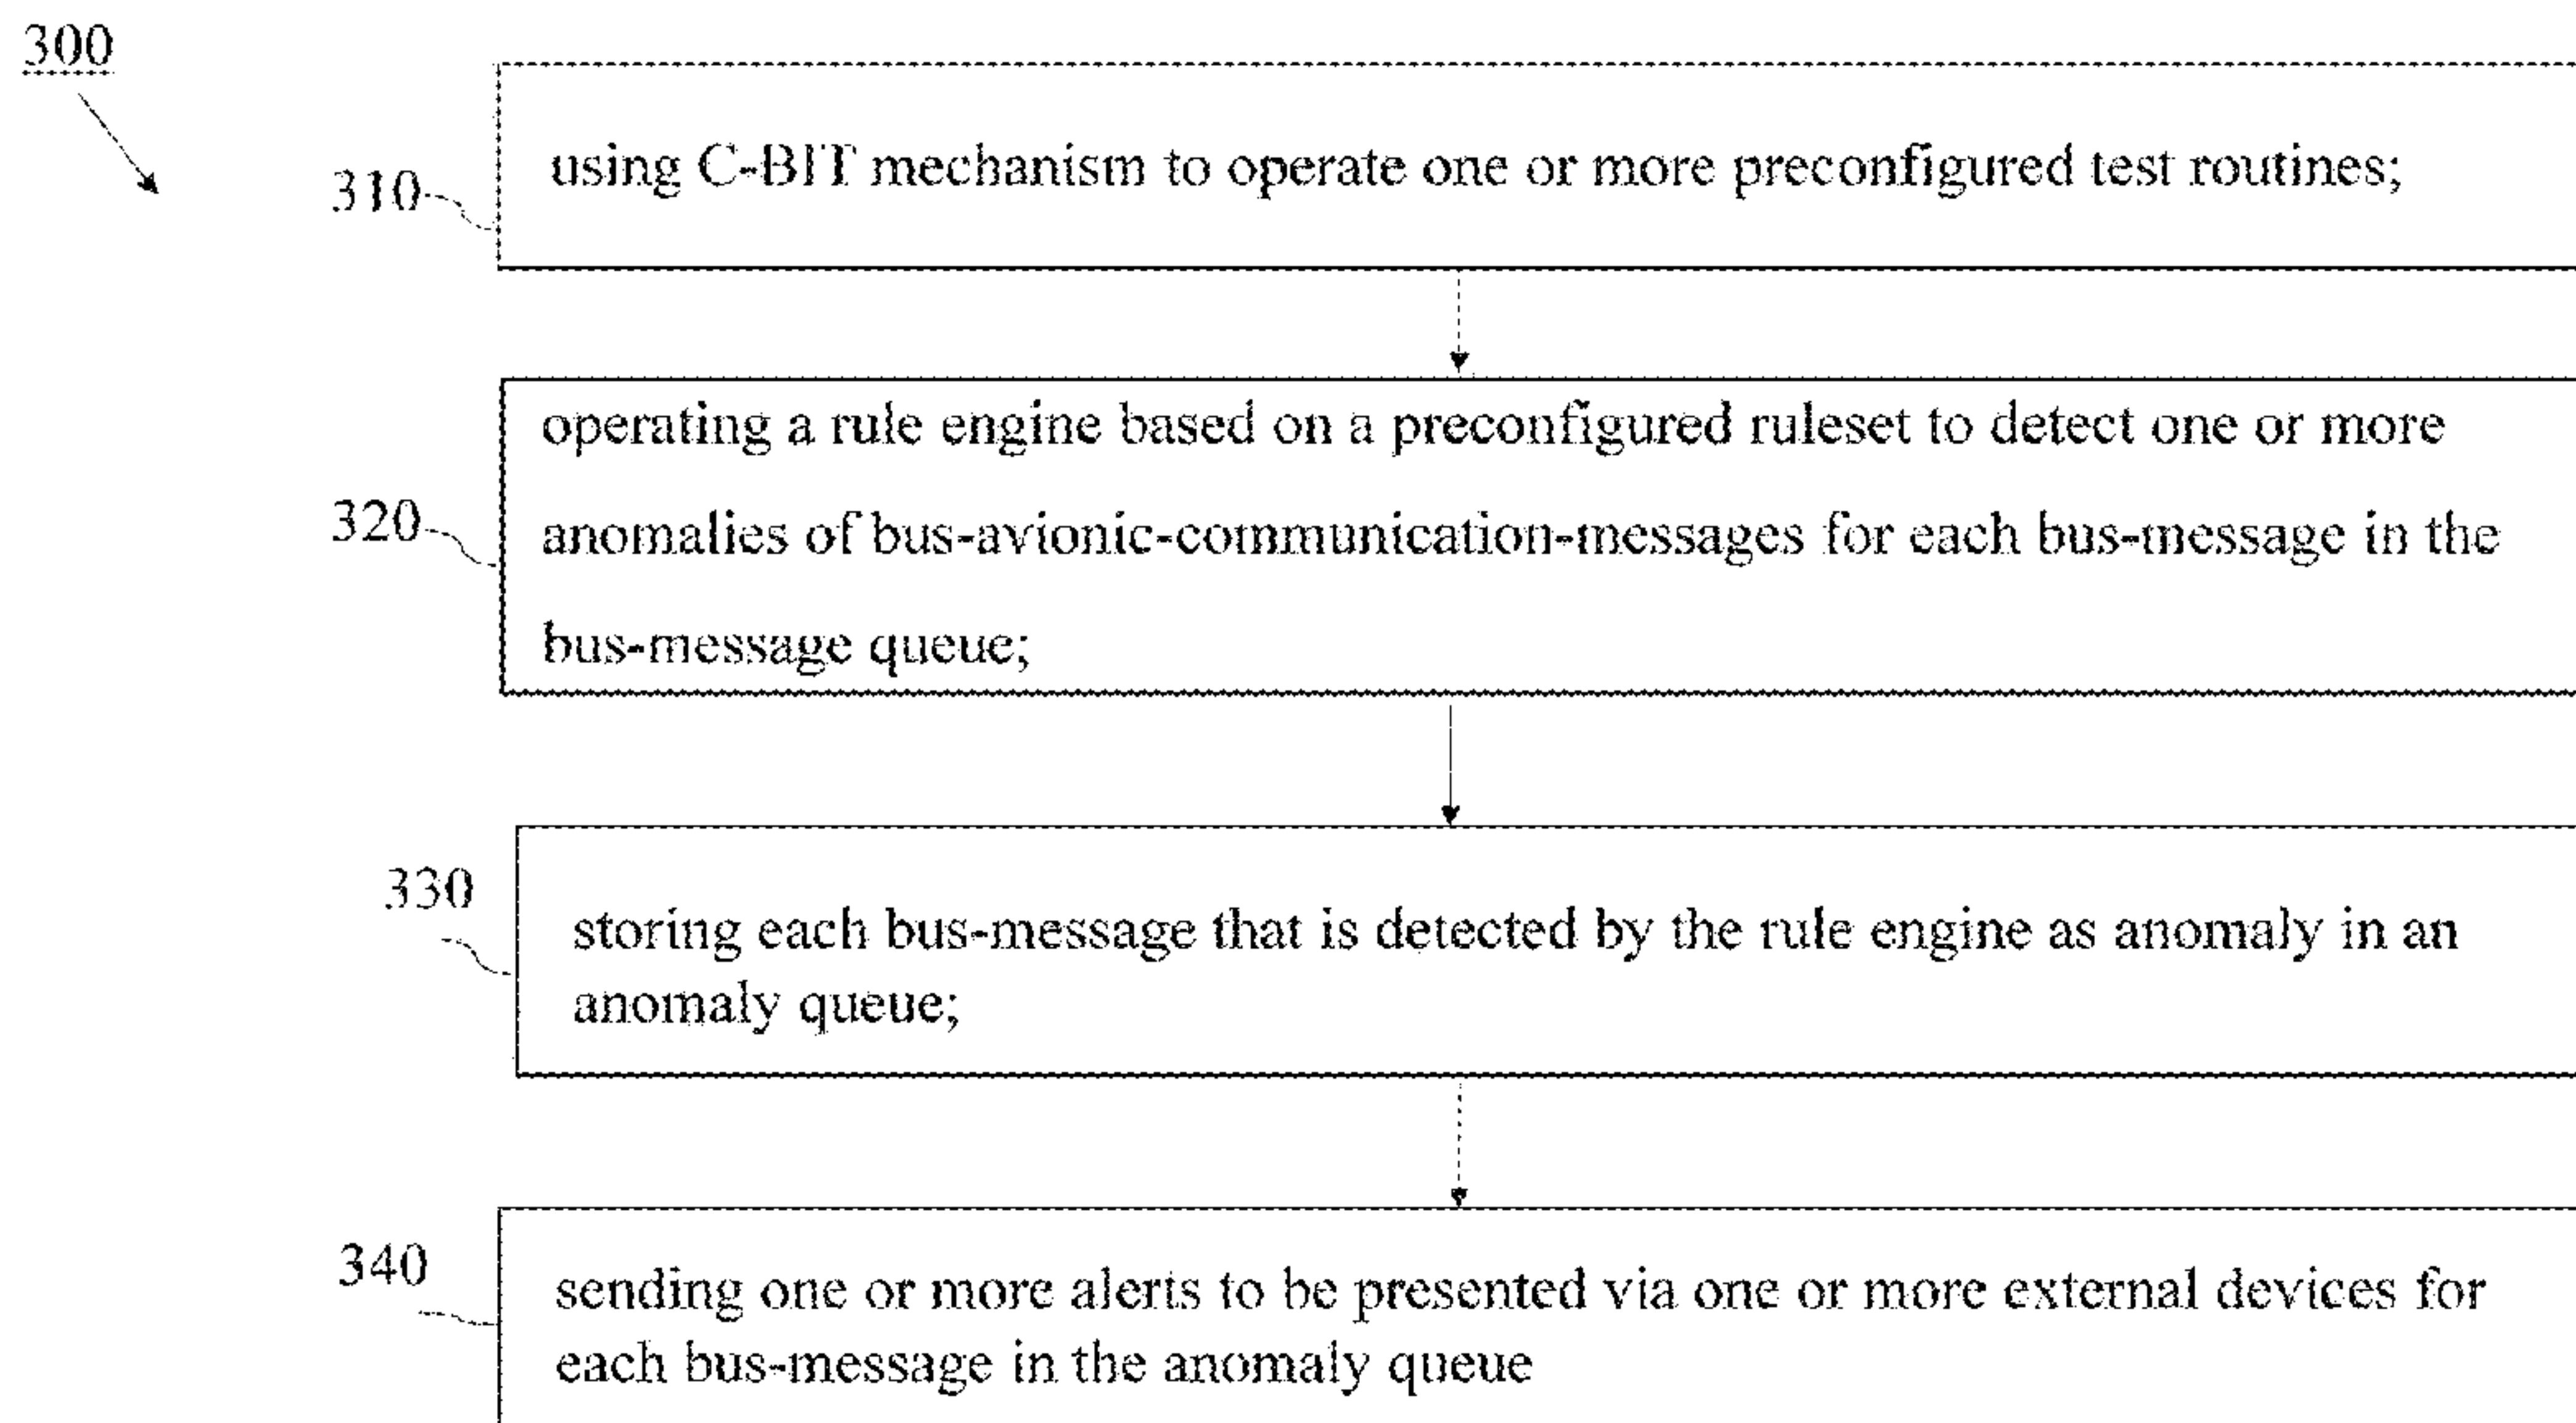 300
310
using C-BIT mechanism to operate one or more preconfigured test routines;
320
operating a rule engine based on a preconfigured ruleset to detect one or more
anomalies of bus-avionic-communication-messages for each bus-message in the
bus-message queue;
330
storing each bus-message that is detected by the rule engine as anomaly in an
anomaly queue;
340
sending one or more alerts to be presented via one or more external devices for
each bus-message in the anomaly queue